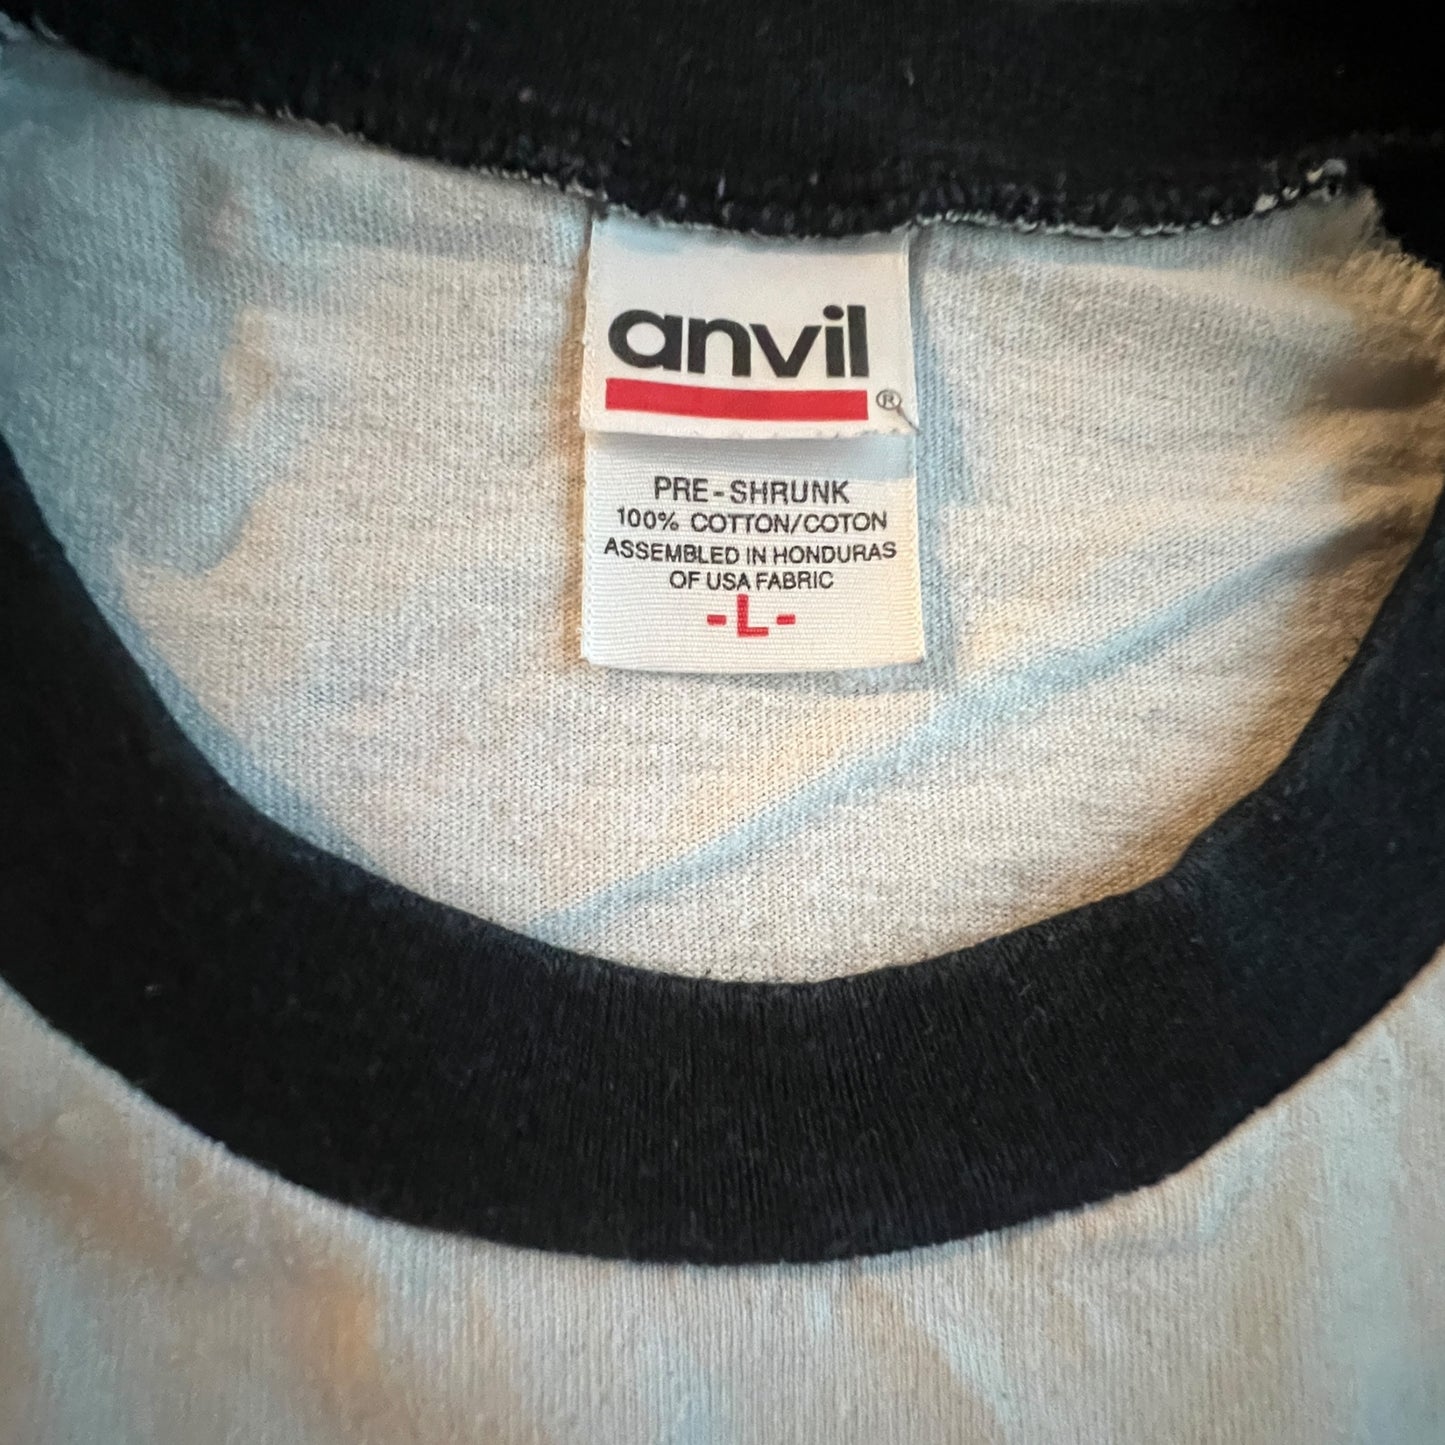 anvil
®
PRE-SHRUNK
100% COTTON/COTON
ASSEMBLED IN HONDURAS
OF USA FABRIC
-L-